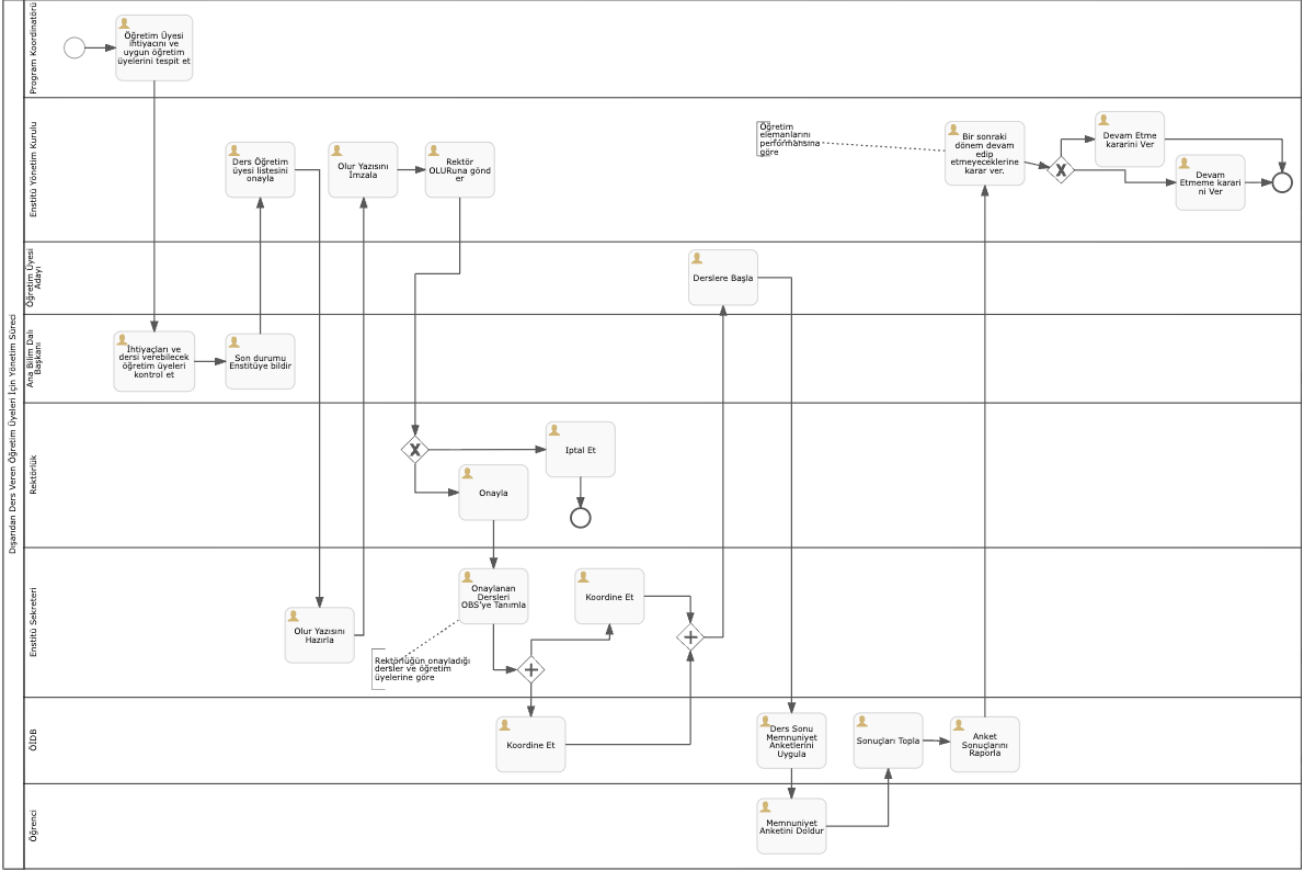 Dışarıdan Ders Veren Öğretim Üyeleri İçin Yönetim Süreci
Program Koordinatörü
Öğretim Üyesi
ihtiyacını ve
uygun öğretim
üyelerini tespit et
Enstitü Yönetim Kurulu
Ders Öğretim
üyesi listesini
onayla
Olur Yazısını
İmzala
Rektör
OLURuna gönd
er
Öğretim
elemanlarını
performansına
göre
Bir sonraki
dönem devam
edip
etmeyeceklerine
karar ver.
Devam Etme
kararini Ver
Devam
Etmeme karari
ni Ver
Öğretim Üyesi
Adayı
Derslere Başla
Ana Bilim Dalı
Başkanı
İhtiyaçları ve
dersi verebilecek
öğretim üyeleri
kontrol et
Son durumu
Enstitüye bildir
Rektörlük
Iptal Et
Onayla
Enstitü Sekreteri
Olur Yazısını
Hazırla
Rektörlüğün onayladığı
dersler ve öğretim
üyelerine göre
Onaylanan
Dersleri
OBS'ye Tanımla
Koordine Et
ÖİDB
Koordine Et
Ders Sonu
Memnuniyet
Anketlerini
Uygula
Sonuçları Topla
Anket
Sonuçlarını
Raporla
Öğrenci
Memnuniyet
Anketini Doldur